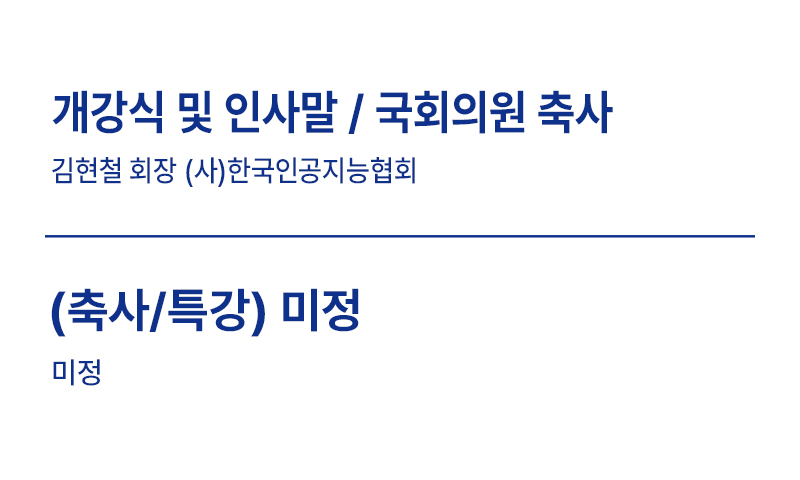 개강식 및 인사말 / 국회의원 축사
김현철 회장 (사)한국인공지능협회
(축사/특강) 미정
미정